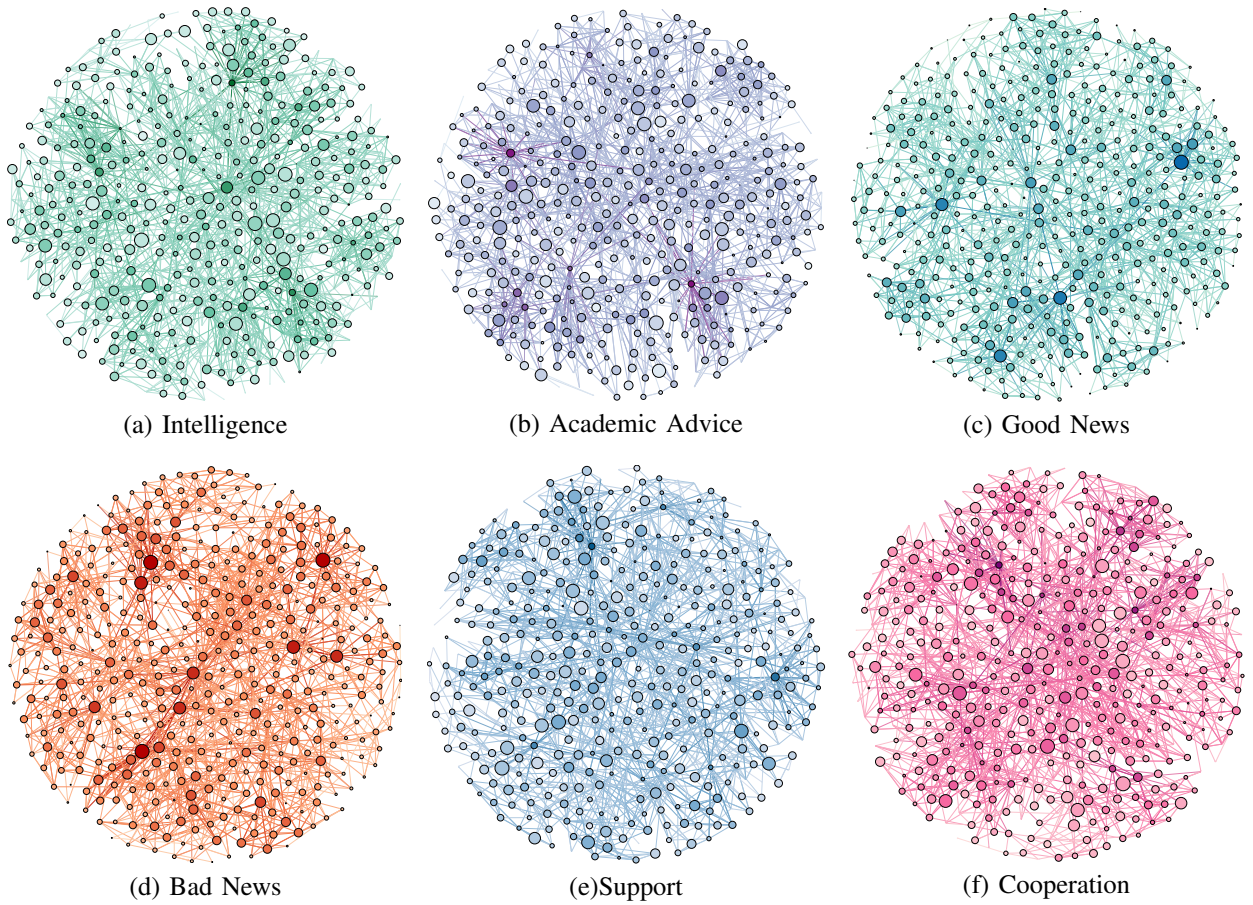 (a) Intelligence
(b) Academic Advice
(c) Good News
(d) Bad News
(e)Support
(f) Cooperation